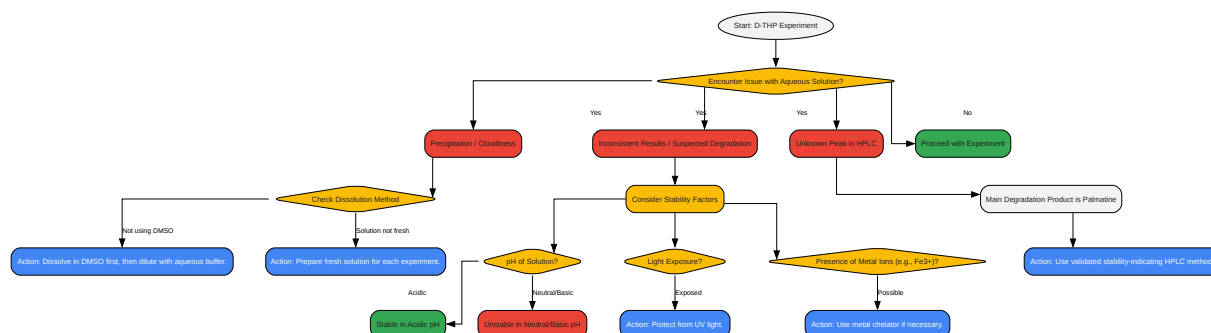 Start: D-THP Experiment
Encounter Issue with Aqueous Solution?
Yes
Yes
Yes
No
Precipitation / Cloudiness
Inconsistent Results / Suspected Degradation
Unknown Peak in HPLC
Proceed with Experiment
Check Dissolution Method
Consider Stability Factors
Main Degradation Product is Palmatine
Not using DMSO
Solution not fresh
Action: Dissolve in DMSO first, then dilute with aqueous buffer.
Action: Prepare fresh solution for each experiment.
pH of Solution?
Light Exposure?
Presence of Metal Ions (e.g., Fe3+)?
Action: Use validated stability-indicating HPLC method
Acidic
Neutral/Basic
Exposed
Possible
Stable in Acidic pH
Unstable in Neutral/Basic pH
Action: Protect from UV light.
Action: Use metal chelator if necessary.